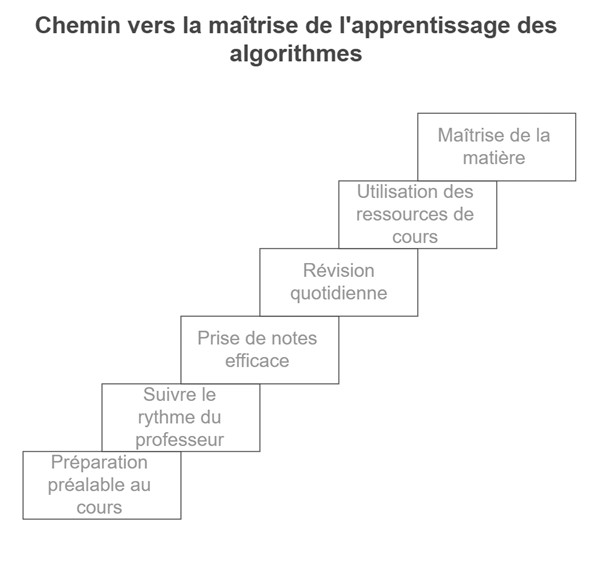 Chemin vers la maîtrise de l'apprentissage des
algorithmes
Maîtrise de la
matière
Utilisation des
ressources de
cours
Révision
quotidienne
Prise de notes
efficace
Suivre le
rythme du
professeur
Préparation
préalable au
cours